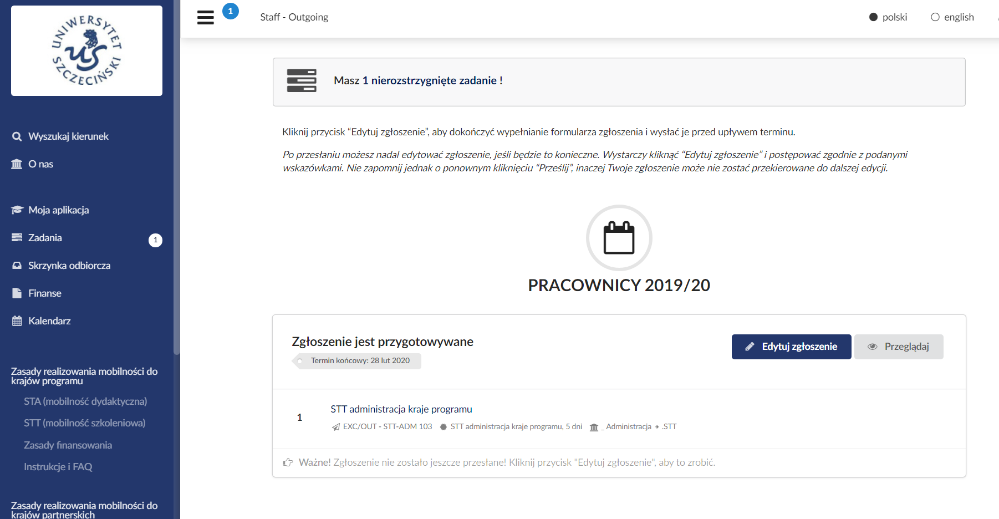 UNIWERSYTET SZCZECIŃSKI
US
Wyszukaj kierunek
O nas
Moja aplikacja
Zadania
1
Skrzynka odbiorcza
Finanse
Kalendarz
Zasady realizowania mobilności do
krajów programu
STA (mobilność dydaktyczna)
STT (mobilność szkoleniowa)
Zasady finansowania
Instrukcje i FAQ
Zasady realizowania mobilności do
krajów partnerskich
1
Staff - Outgoing
polski
english
Masz 1 nierozstrzygnięte zadanie !
Kliknij przycisk “Edytuj zgłoszenie”, aby dokończyć wypełnianie formularza zgłoszenia i wysłać je przed upływem terminu.
Po przesłaniu możesz nadal edytować zgłoszenie, jeśli będzie to konieczne. Wystarczy kliknąć “Edytuj zgłoszenie” i postępować zgodnie z podanymi
wskazówkami. Nie zapomnij jednak o ponownym kliknięciu “Prześlij”, inaczej Twoje zgłoszenie może nie zostać przekierowane do dalszej edycji.
PRACOWNICY 2019/20
Zgłoszenie jest przygotowywane
Termin końcowy: 28 lut 2020
Edytuj zgłoszenie
Przeglądaj
1
STT administracja kraje programu
EXC/OUT - STT-ADM 103 STT administracja kraje programu, 5 dni _ Administracja → .STT
Ważne! Zgłoszenie nie zostało jeszcze przesłane! Kliknij przycisk "Edytuj zgłoszenie", aby to zrobić.